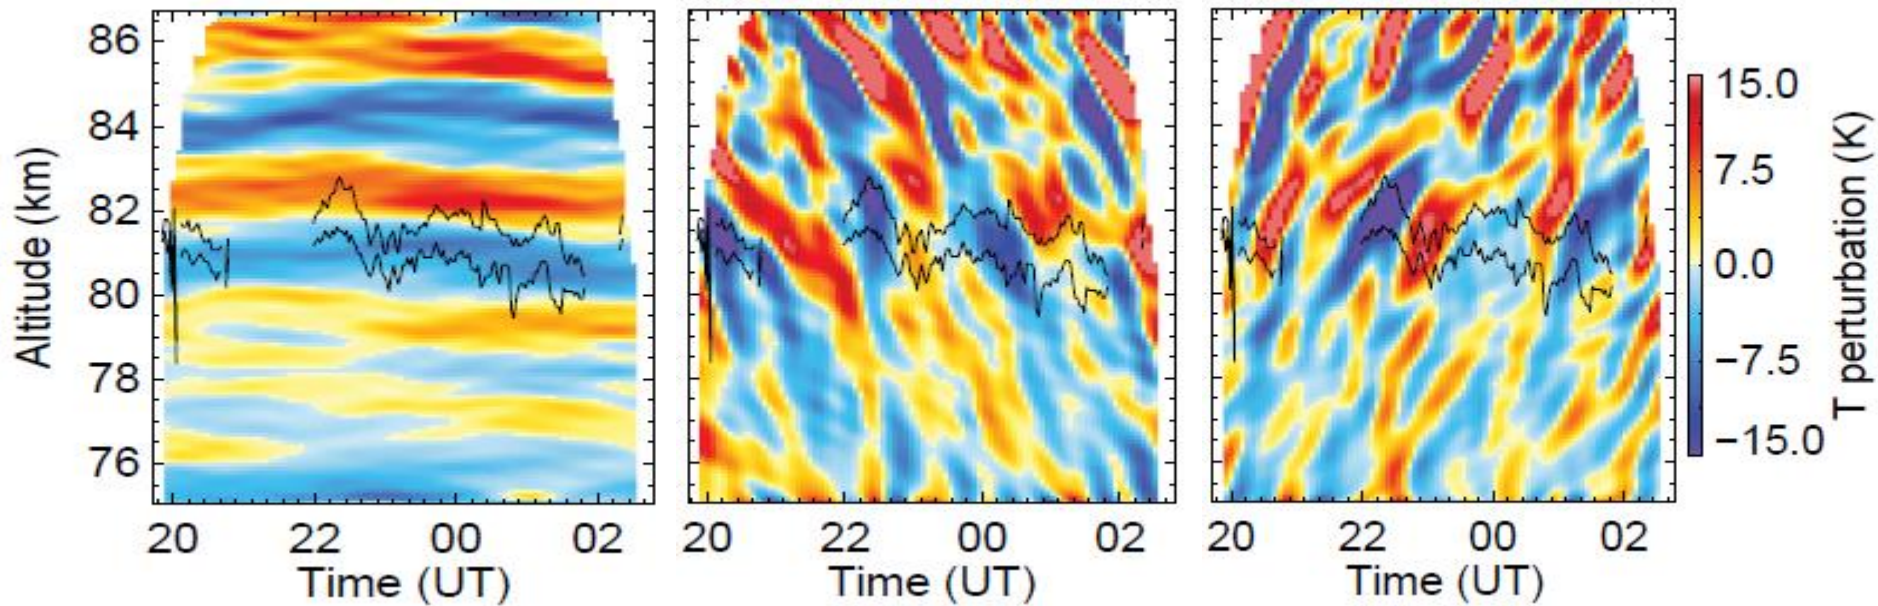 86
84
82
80
78
76
Altitude (km)
20 22 00 02
Time (UT)
20 22 00 02
Time (UT)
20 22 00 02
Time (UT)
15.0
7.5
0.0
−7.5
−15.0
T perturbation (K)